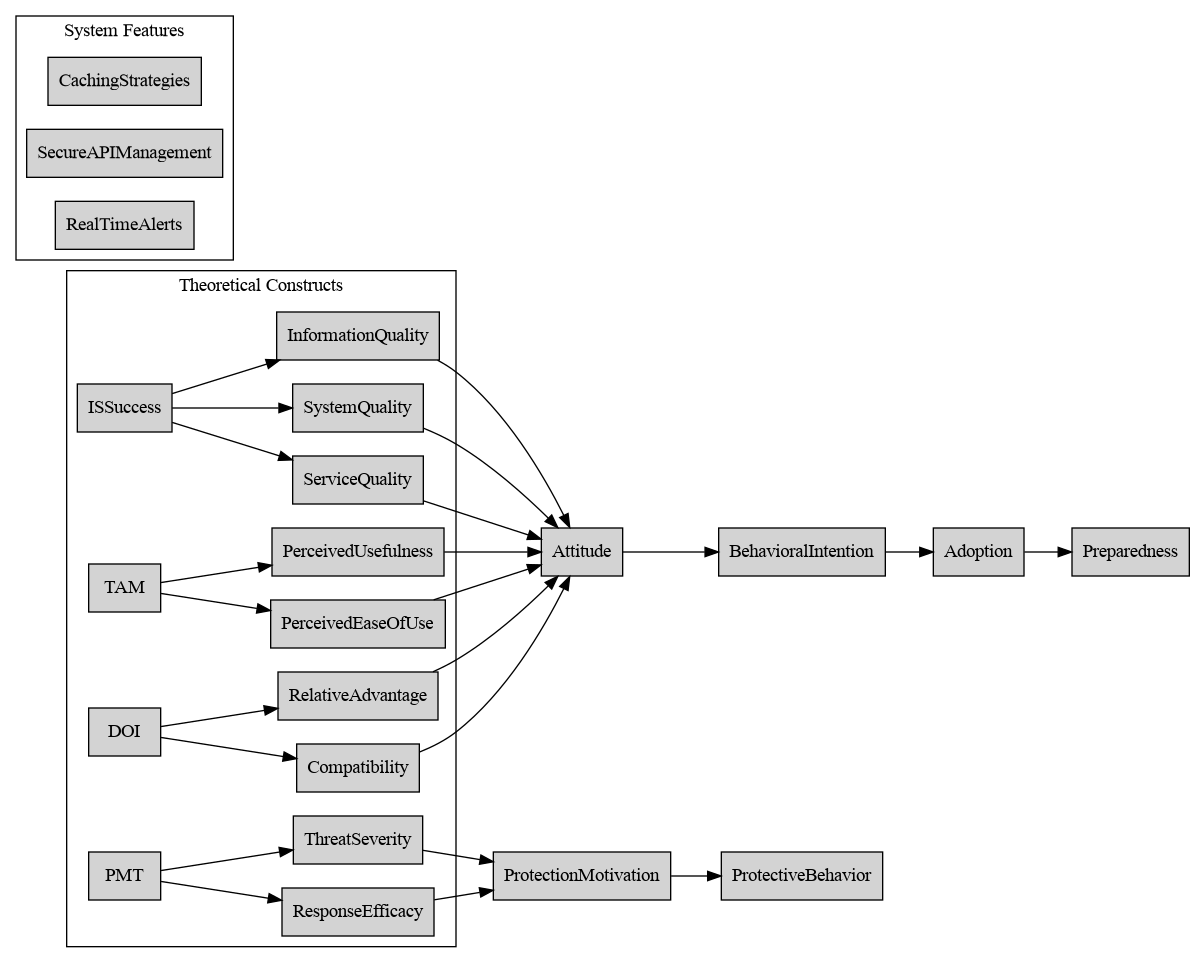 System Features
CachingStrategies
SecureAPIManagement
RealTimeAlerts
Theoretical Constructs
InformationQuality
ISSuccess
SystemQuality
ServiceQuality
PerceivedUsefulness
Attitude
BehavioralIntention
Adoption
Preparedness
TAM
PerceivedEaseOfUse
RelativeAdvantage
DOI
Compatibility
ThreatSeverity
PMT
ProtectionMotivation
ProtectiveBehavior
ResponseEfficacy